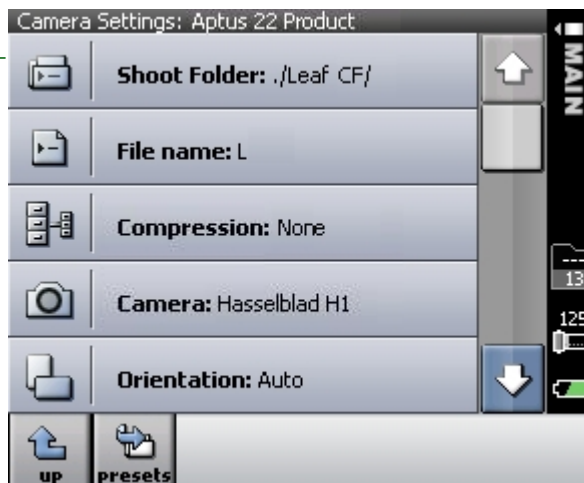 Camera Settings: Aptus 22 Product
Shoot Folder: ./Leaf CF/
File name: L
Compression: None
Camera: Hasselblad H1
Orientation: Auto
up
presets
MAIN
13
125